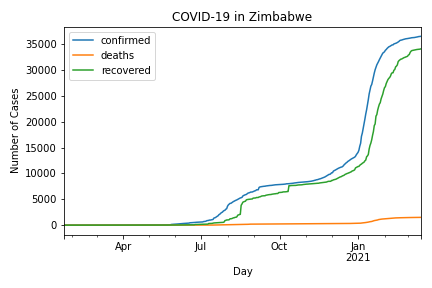 COVID-19 in Zimbabwe
confirmed
deaths
recovered
Number of Cases
35000
30000
25000
20000
15000
10000
5000
0
Apr
Jul
Oct
Jan
2021
Day